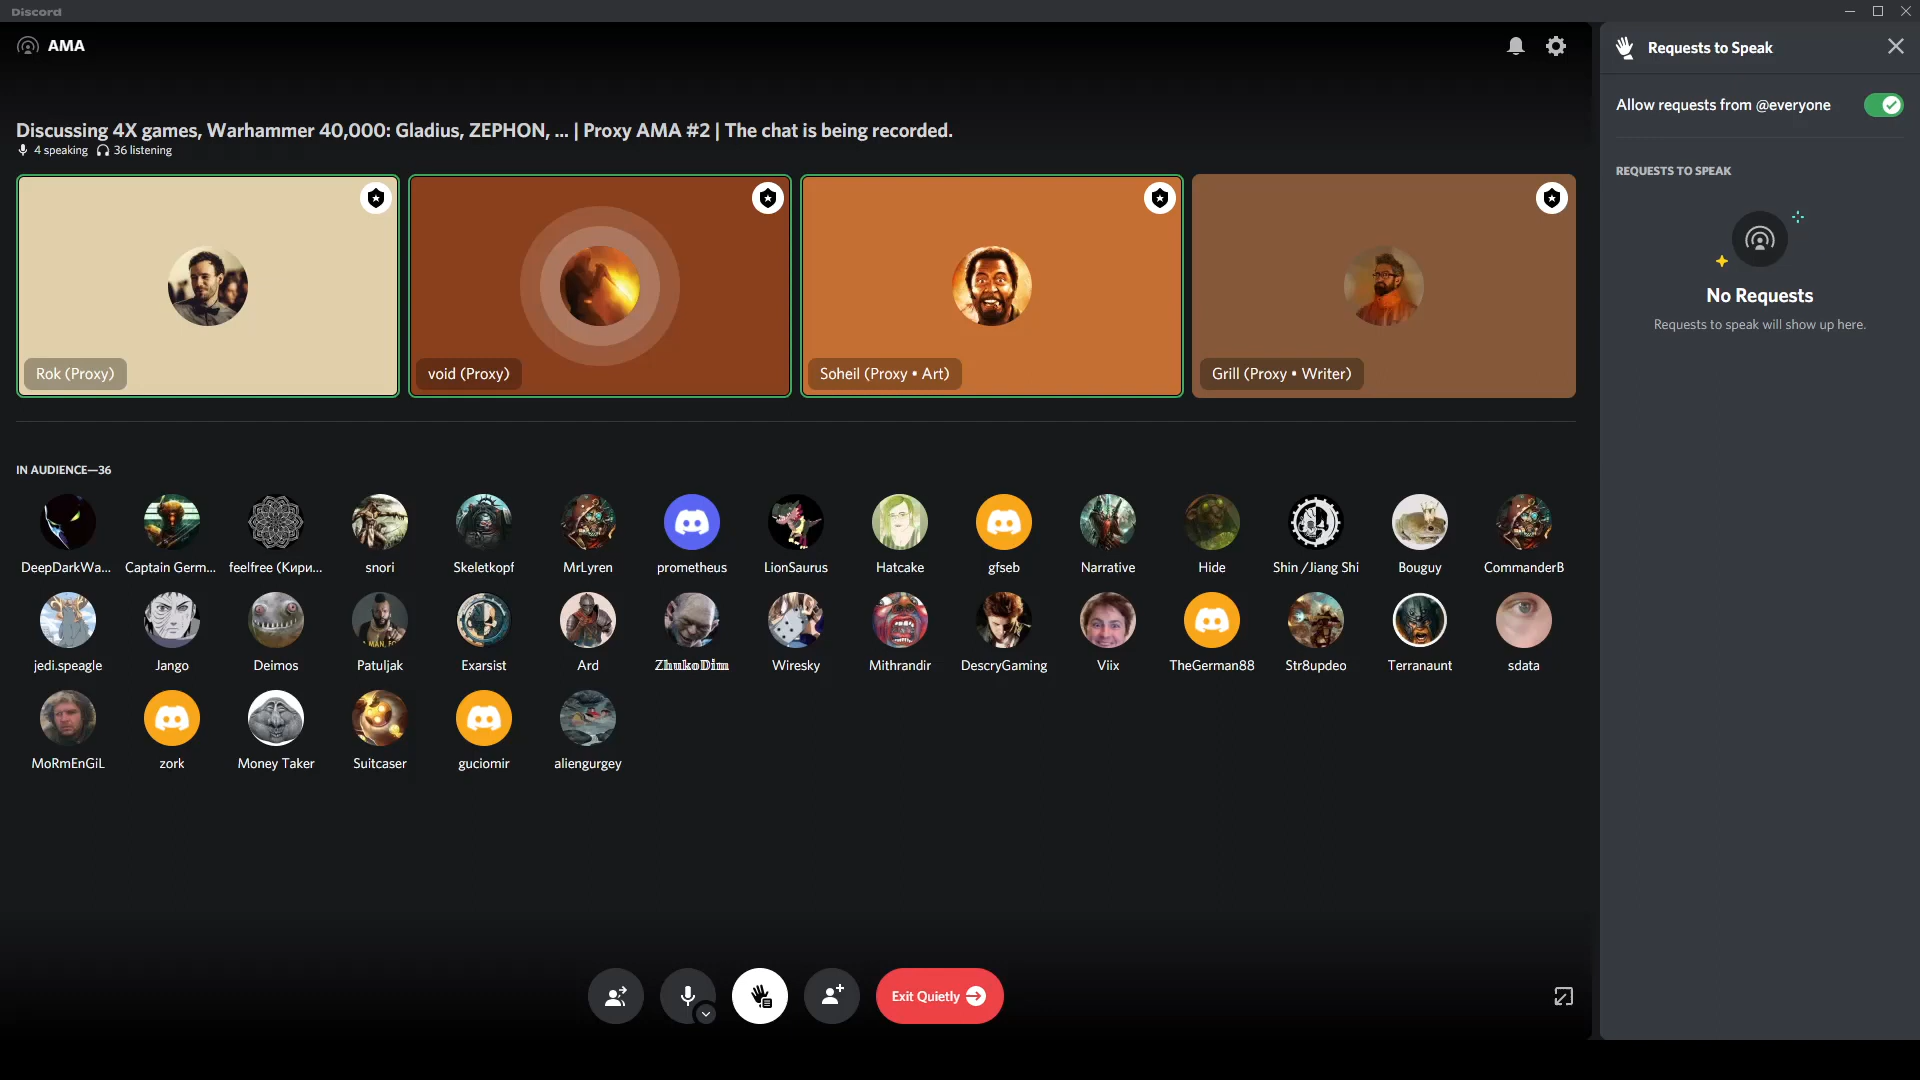 Discord
AMA
Requests to Speak
Allow requests from @everyone
Discussing 4X games, Warhammer 40,000: Gladius, ZEPHON, ... | Proxy AMA #2 | The chat is being recorded.
4 speaking 36 listening
REQUESTS TO SPEAK
No Requests
Requests to speak will show up here.
Rok (Proxy)
void (Proxy)
Soheil (Proxy • Art)
Grill (Proxy • Writer)
IN AUDIENCE—36
DeepDarkWa... Captain Germ... feelfree (Кири... snori Skeletkopf MrLyren prometheus LionSaurus Hatcake gfseb Narrative Hide Shin /Jiang Shi Bouguy CommanderB
jedi.speagle Jango Deimos Patuljak Exarsist Ard ZhukoDim Wiresky Mithrandir DescryGaming Viix TheGerman88 Str8updeo Terranaunt sdata
MoRmEnGiL zork Money Taker Suitcaser guciomir aliengurgey
Exit Quietly